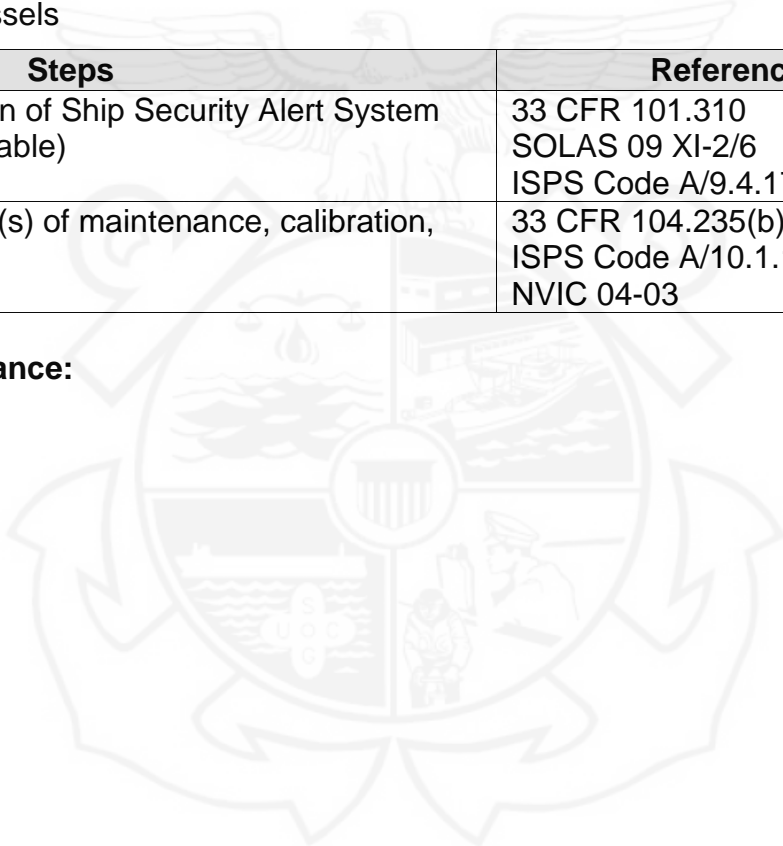 ssels
Steps
Referenc
n of Ship Security Alert System
able)
33 CFR 101.310
SOLAS 09 XI-2/6
ISPS Code A/9.4.17
(s) of maintenance, calibration,
33 CFR 104.235(b)
ISPS Code A/10.1.
NVIC 04-03
ance:
S
U O C
G